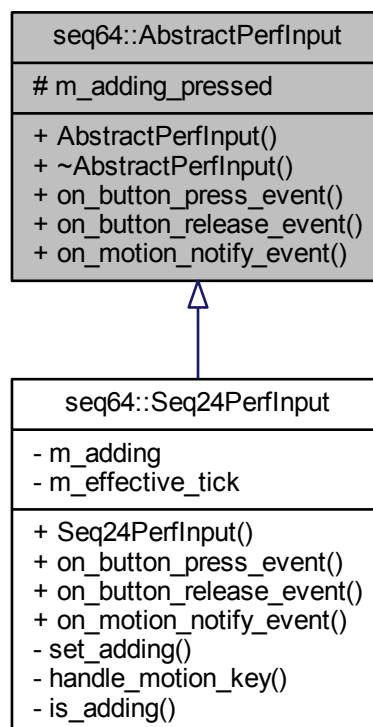 seq64::AbstractPerfInput
# m_adding_pressed
+ AbstractPerfInput()
+ ~AbstractPerfInput()
+ on_button_press_event()
+ on_button_release_event()
+ on_motion_notify_event()
seq64::Seq24PerfInput
- m_adding
- m_effective_tick
+ Seq24PerfInput()
+ on_button_press_event()
+ on_button_release_event()
+ on_motion_notify_event()
- set_adding()
- handle_motion_key()
- is_adding()